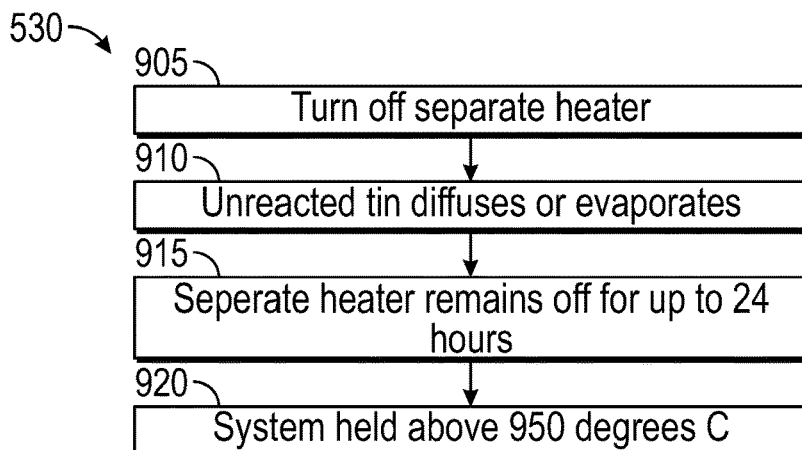 530
905
Turn off separate heater
910
Unreacted tin diffuses or evaporates
915
Seperate heater remains off for up to 24
hours
920
System held above 950 degrees C